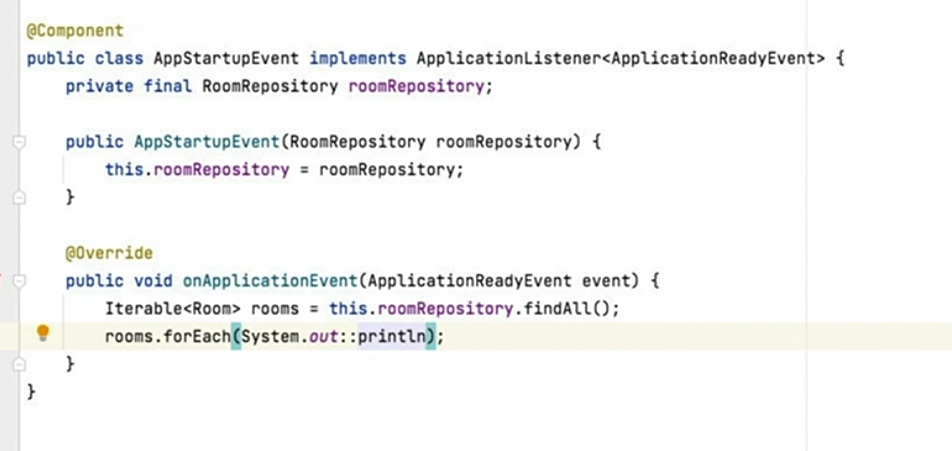 @Component
public class AppStartupEvent implements ApplicationListener<ApplicationReadyEvent> {
    private final RoomRepository roomRepository;

    public AppStartupEvent(RoomRepository roomRepository) {
        this.roomRepository = roomRepository;
    }

    @Override
    public void onApplicationEvent(ApplicationReadyEvent event) {
        Iterable<Room> rooms = this.roomRepository.findAll();
        rooms.forEach(System.out::println);
    }
}